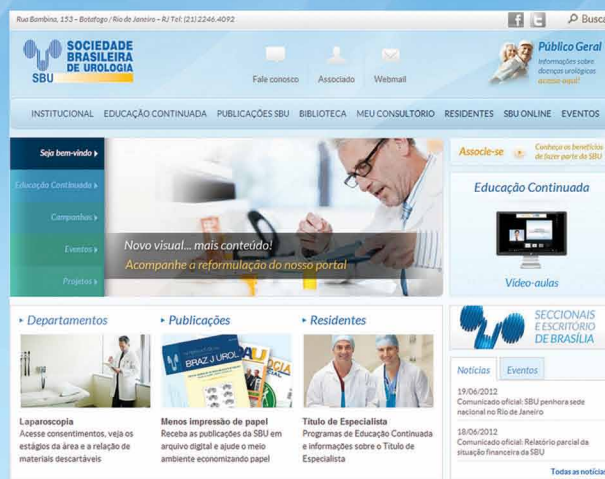 Rua Bambina, 153 - Botafogo / Rio de Janeiro - RJ Tel: (21) 2246.4092
Busca
SOCIEDADE
BRASILEIRA
DE UROLOGIA
SBU
Fale conosco
Associado
Webmail
Público Geral
Informações sobre
doenças urológicas
acesse aqui!
INSTITUCIONAL EDUCAÇÃO CONTINUADA PUBLICAÇÕES SBU BIBLIOTECA MEU CONSULTÓRIO RESIDENTES SBU ONLINE EVENTOS
Seja bem-vindo
Educação Continuada
Campanhas
Eventos
Projetos
Novo visual... mais conteúdo!
Acompanhe a reformulação do nosso portal
Associe-se
Conheça os benefícios
de fazer parte da SBU
Educação Continuada
Vídeo-aulas
SECCIONAIS
E ESCRITÓRIO
DE BRASÍLIA
Departamentos
Laparoscopia
Acesse consentimentos, veja os
estágios da área e a relação de
materiais descartáveis
Publicações
BRAZ J UROL
Menos impressão de papel
Receba as publicações da SBU em
arquivo digital e ajude o meio
ambiente economizando papel
Residentes
Título de Especialista
Programas de Educação Continuada
e informações sobre o Título de
Especialista
Notícias Eventos
19/06/2012
Comunicado oficial: SBU penhora sede
nacional no Rio de Janeiro
18/06/2012
Comunicado oficial: Relatório parcial da
situação financeira da SBU
Todas as notícias